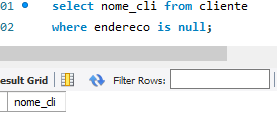 01 select nome_cli from cliente
02 where endereco is null;
esult Grid Filter Rows:
nome_cli